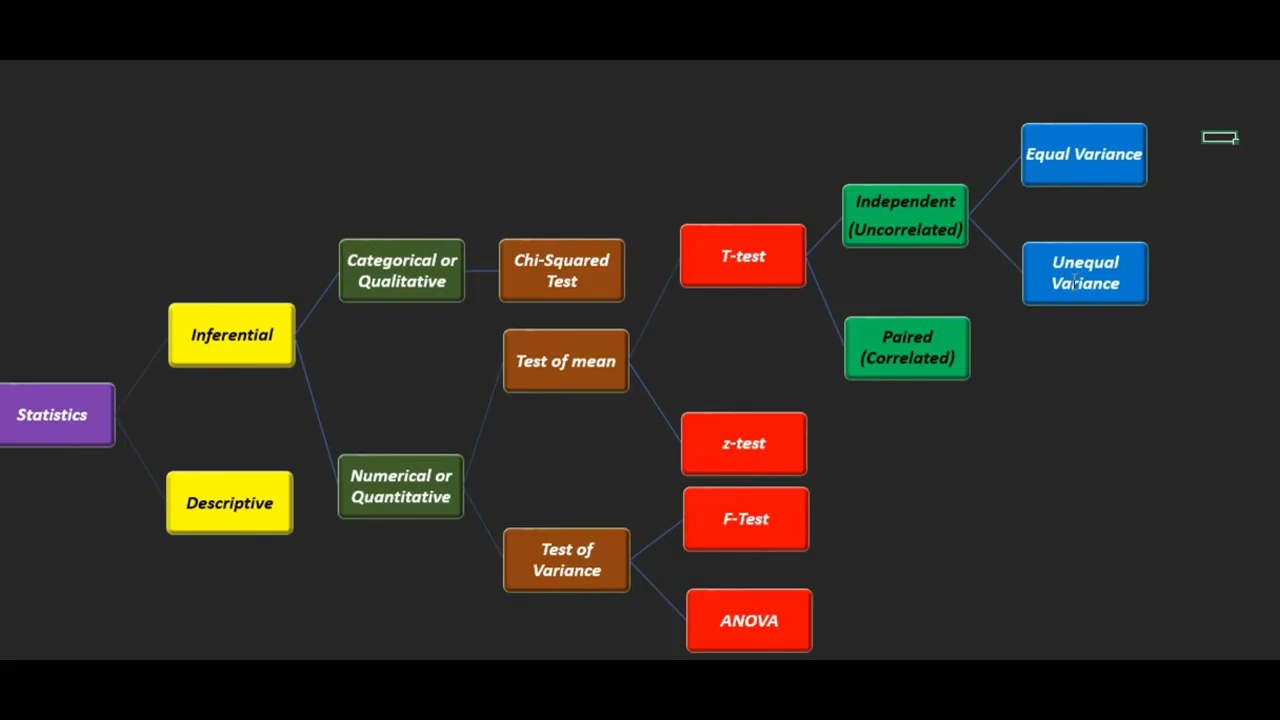 Statistics
Inferential
Descriptive
Categorical or
Qualitative
Numerical or
Quantitative
Chi-Squared
Test
Test of mean
Test of
Variance
T-test
z-test
F-Test
ANOVA
Independent
(Uncorrelated)
Paired
(Correlated)
Equal Variance
Unequal
Variance